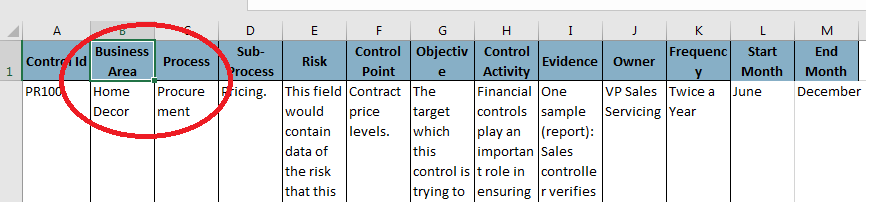 A B C D E F G H I J K L M
1
Control Id
Business
Area
Process
Sub-
Process
Risk
Control
Point
Objectiv
e
Control
Activity
Evidence
Owner
Frequenc
y
Start
Month
End
Month
PR100
Home
Decor
Procure
ment
Pricing.
This field
would
contain
data of
the risk
that this
Contract
price
levels.
The
target
which
this
control is
trying to
Financial
controls
play an
importan
t role in
ensuring
One
sample
(report):
Sales
controlle
r verifies
VP Sales
Servicing
Twice a
Year
June
December